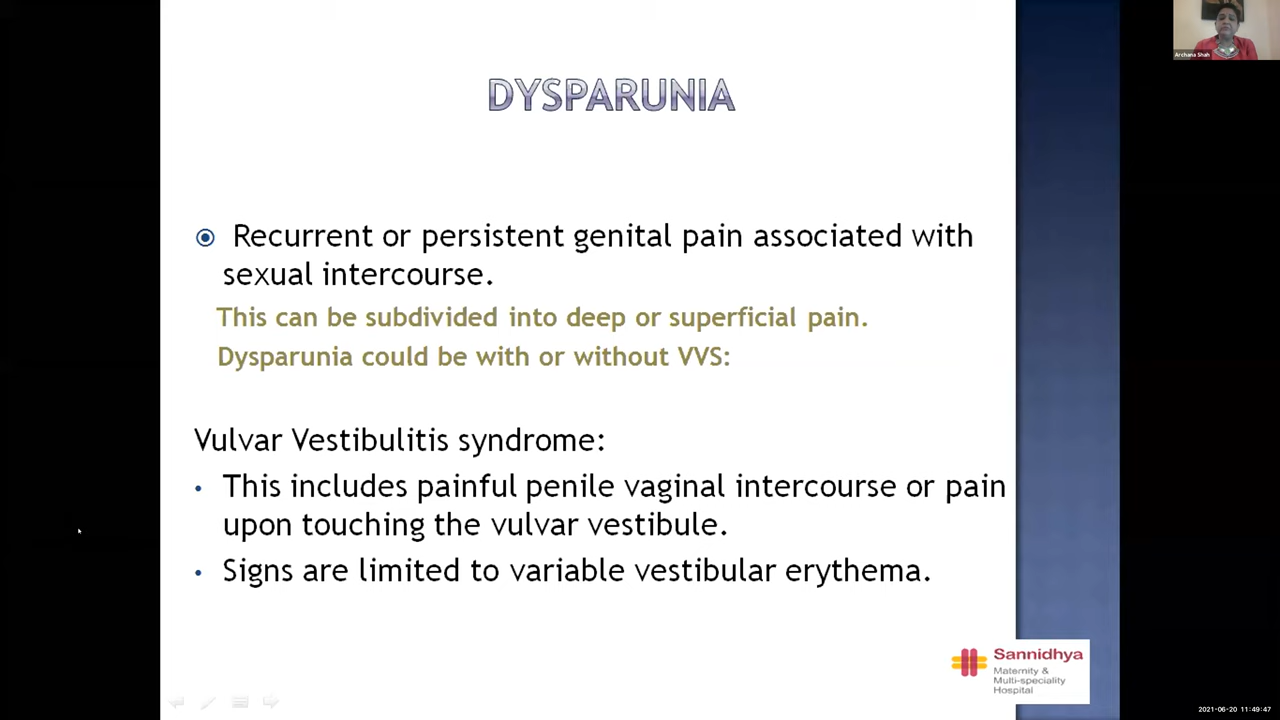 Archana Shah
DYSPARUNIA
Recurrent or persistent genital pain associated with
sexual intercourse.
This can be subdivided into deep or superficial pain.
Dysparunia could be with or without VVS:
Vulvar Vestibulitis syndrome:
• This includes painful penile vaginal intercourse or pain
upon touching the vulvar vestibule.
• Signs are limited to variable vestibular erythema.
Sannidhya
Maternity &
Multi-speciality
Hospital
2021-06-20 11:49:47